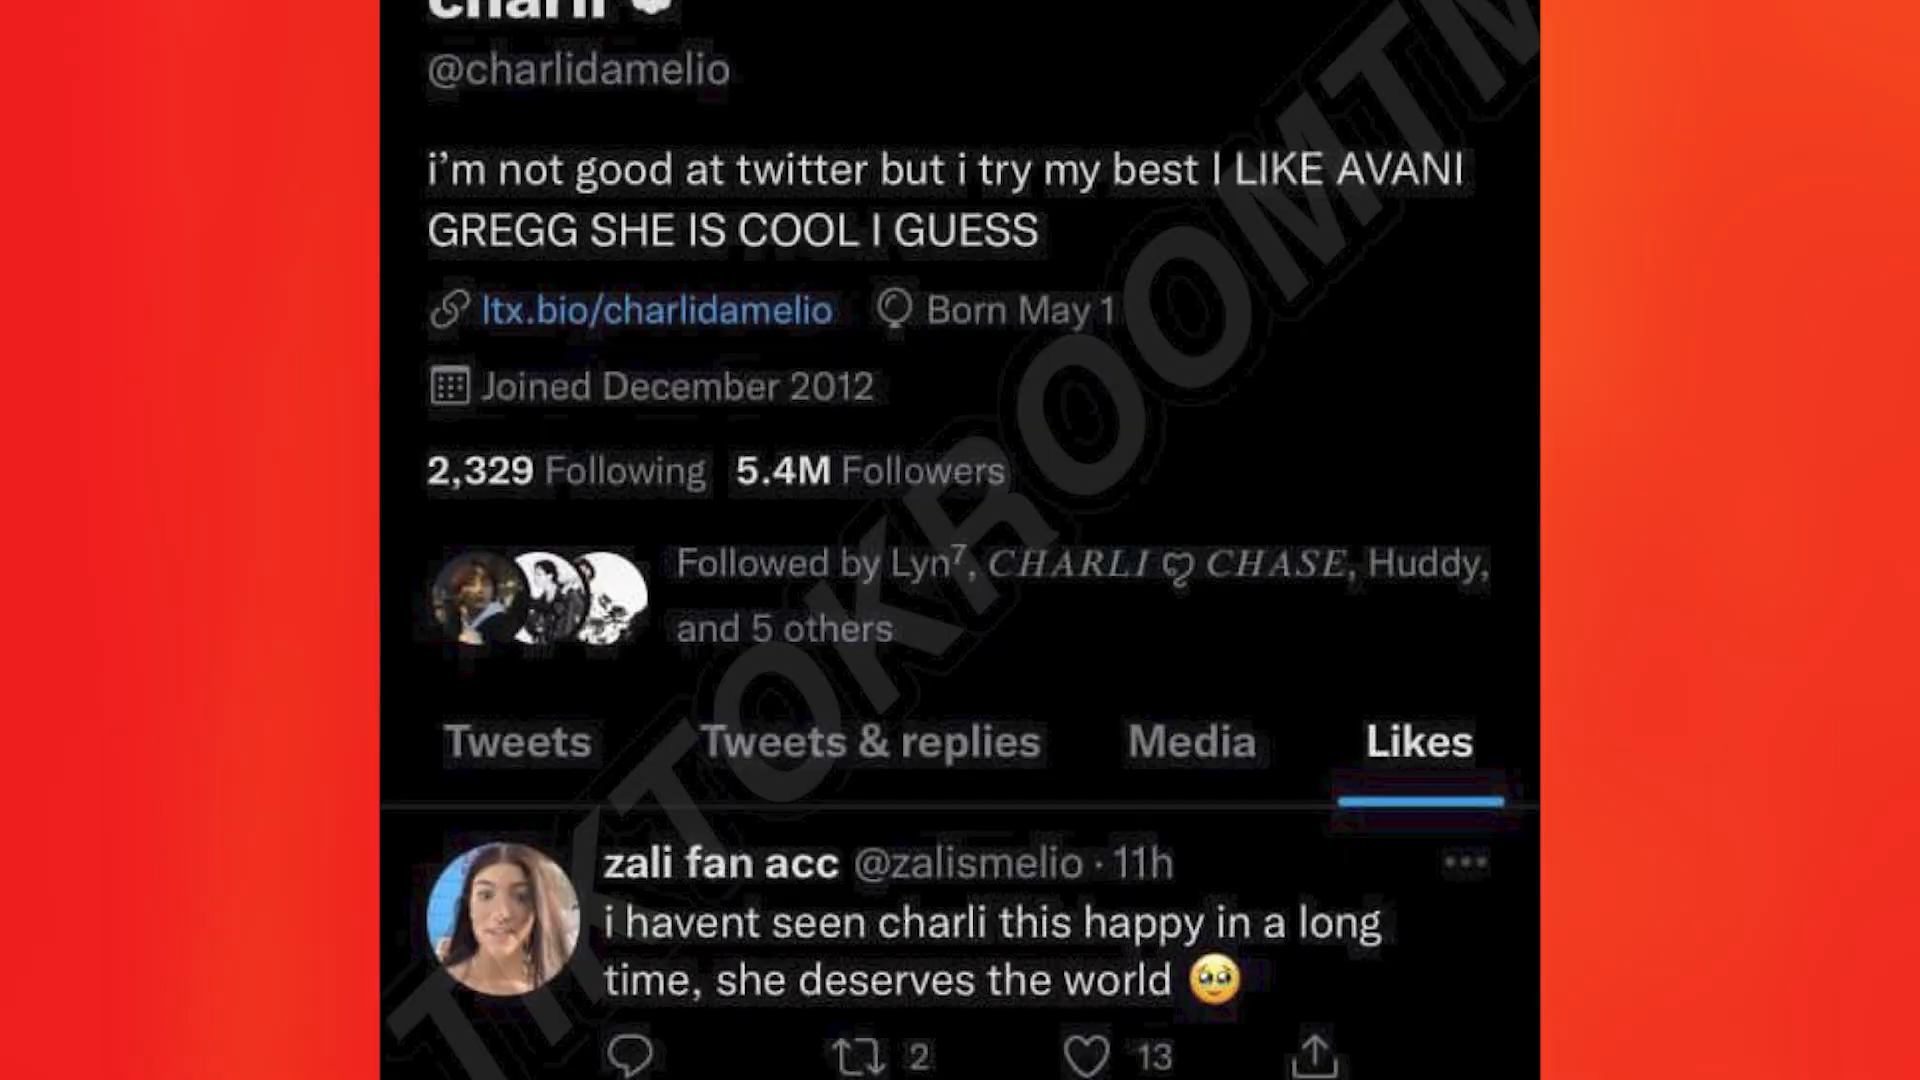 charli
@charlidamelio
i'm not good at twitter but i try my best I LIKE AVANI
GREGG SHE IS COOL I GUESS
ltx.bio/charlidamelio Born May 1
Joined December 2012
2,329 Following 5.4M Followers
Followed by Lyn⁷, CHARLI ღ CHASE, Huddy,
and 5 others
Tweets Tweets & replies Media Likes
zali fan acc @zalismelio · 11h
i havent seen charli this happy in a long
time, she deserves the world 🥹
2 13
TIKTOKROOMTM